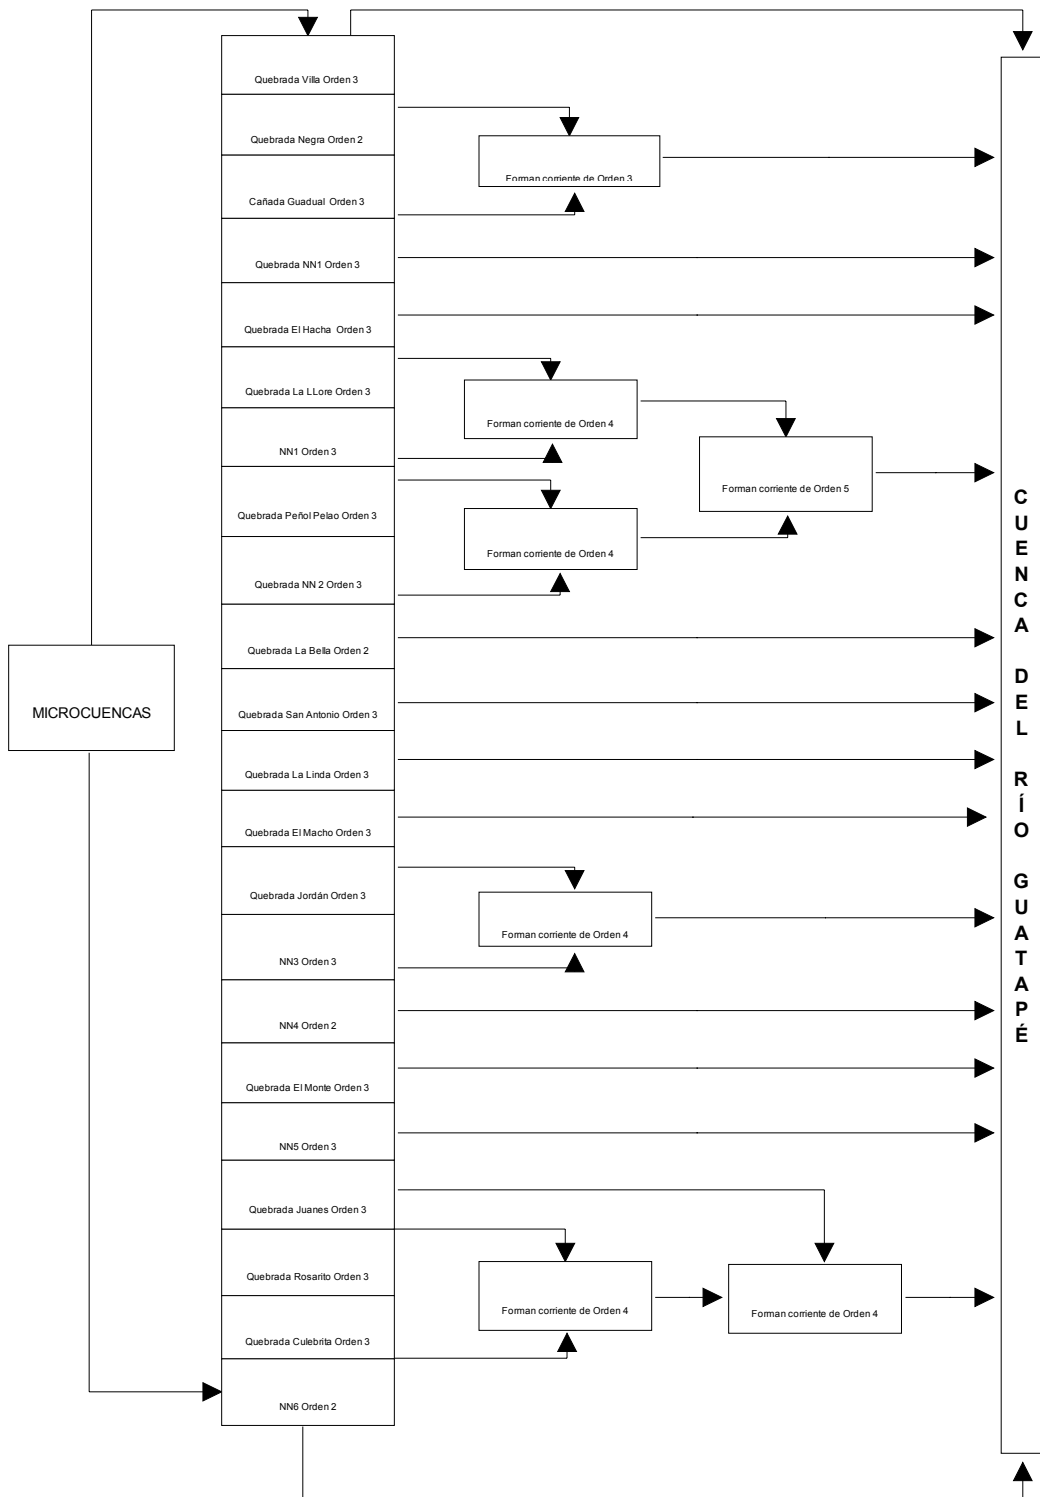 Quebrada Villa Orden 3
Quebrada Negra Orden 2
Forman corriente de Orden 3
Cañada Guadual Orden 3
Quebrada NN1 Orden 3
Quebrada El Hacha Orden 3
Quebrada La LLore Orden 3
Forman corriente de Orden 4
NN1 Orden 3
Forman corriente de Orden 5
Quebrada Peñol Pelao Orden 3
Forman corriente de Orden 4
Quebrada NN 2 Orden 3
Quebrada La Bella Orden 2
MICROCUENCAS
Quebrada San Antonio Orden 3
Quebrada La Linda Orden 3
Quebrada El Macho Orden 3
Quebrada Jordán Orden 3
Forman corriente de Orden 4
NN3 Orden 3
NN4 Orden 2
Quebrada El Monte Orden 3
NN5 Orden 3
Quebrada Juanes Orden 3
Quebrada Rosarito Orden 3
Forman corriente de Orden 4
Forman corriente de Orden 4
Quebrada Culebrita Orden 3
NN6 Orden 2
CUENCA DEL RÍO GUATAPÉ